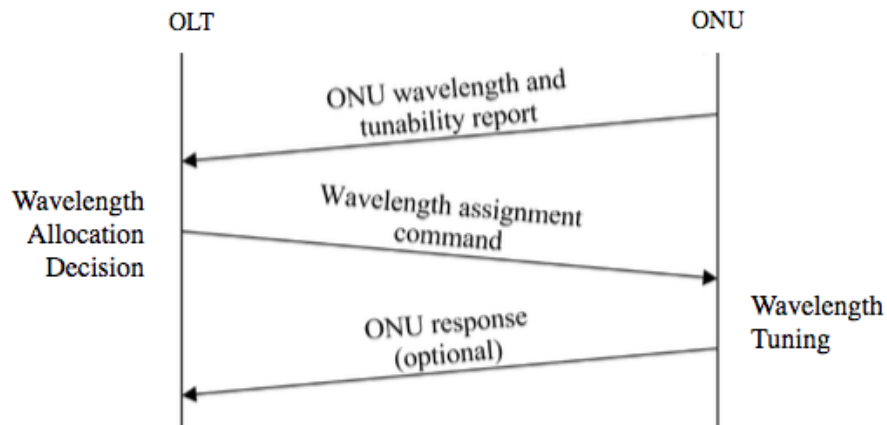 OLT
ONU
ONU wavelength and
tunability report
Wavelength
Allocation
Decision
Wavelength assignment
command
Wavelength
Tuning
ONU response
(optional)